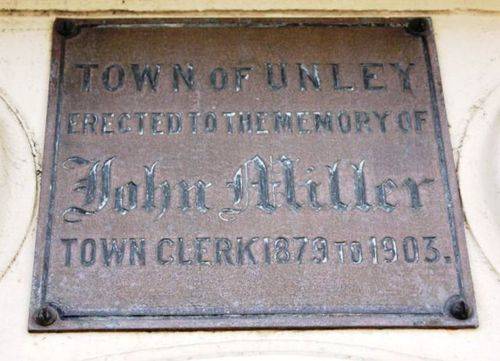 TOWN OF UNLEY
ERECTED TO THE MEMORY OF
John Miller
TOWN CLERK 1879 TO 1903.